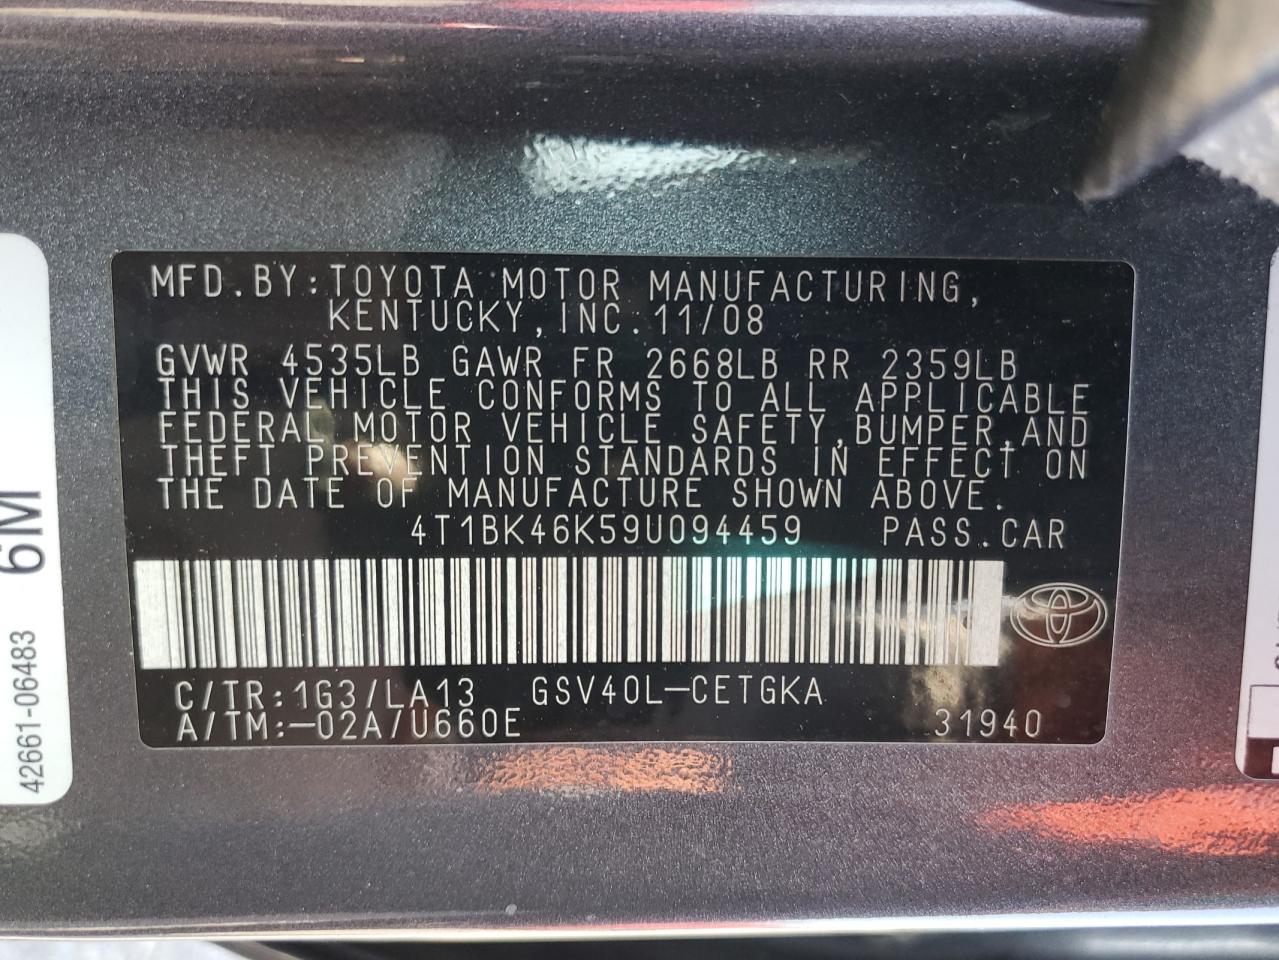 MFD.BY:TOYOTA MOTOR MANUFACTURING,
KENTUCKY,INC. 11/08
GVWR 4535LB GAWR FR 2668LB RR 2359LB
THIS VEHICLE CONFORMS TO ALL APPLICABLE
FEDERAL MOTOR VEHICLE SAFETY,BUMPER,AND
THEFT PREVENTION STANDARDS IN EFFECT ON
THE DATE OF MANUFACTURE SHOWN ABOVE.
4T1BK46K59U094459 PASS.CAR
C/TR:1G3/LA13 GSV40L-CETGKA
A/TM:-02A/U660E 31940
6M
42661-06483